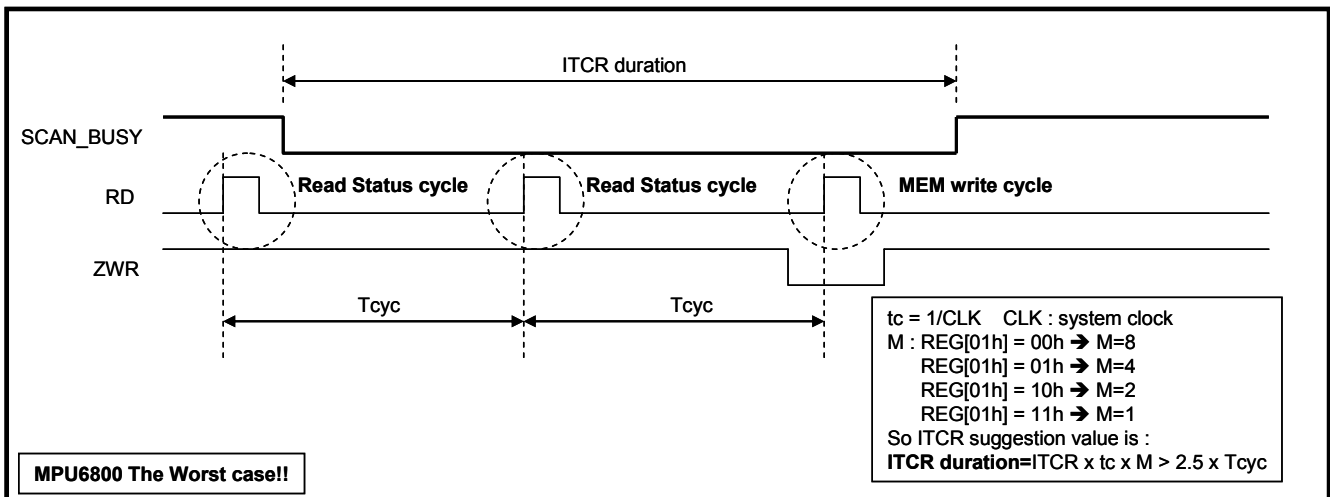 ITCR duration
SCAN_BUSY
Read Status cycle
Read Status cycle
MEM write cycle
RD
ZWR
Tcyc
Tcyc
tc = 1/CLK CLK : system clock
M : REG[01h] = 00h ➔ M=8
REG[01h] = 01h ➔ M=4
REG[01h] = 10h ➔ M=2
REG[01h] = 11h ➔ M=1
So ITCR suggestion value is :
ITCR duration=ITCR x tc x M > 2.5 x Tcyc
MPU6800 The Worst case!!